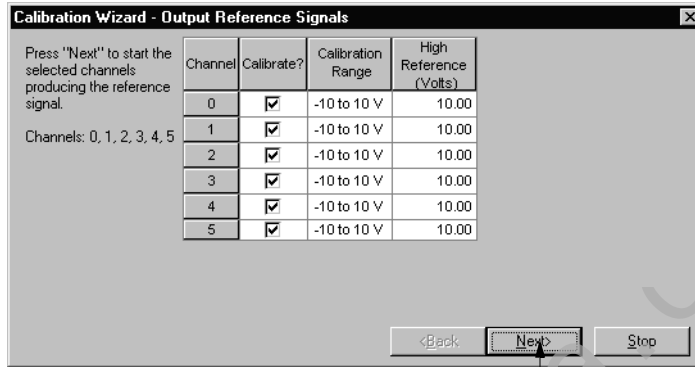 Calibration Wizard - Output Reference Signals
Press "Next" to start the
selected channels
producing the reference
signal.
Channels: 0, 1, 2, 3, 4, 5
Channel Calibrate? Calibration Range High Reference (Volts)
0 -10 to 10 V 10.00
1 -10 to 10 V 10.00
2 -10 to 10 V 10.00
3 -10 to 10 V 10.00
4 -10 to 10 V 10.00
5 -10 to 10 V 10.00
<Back Next> Stop